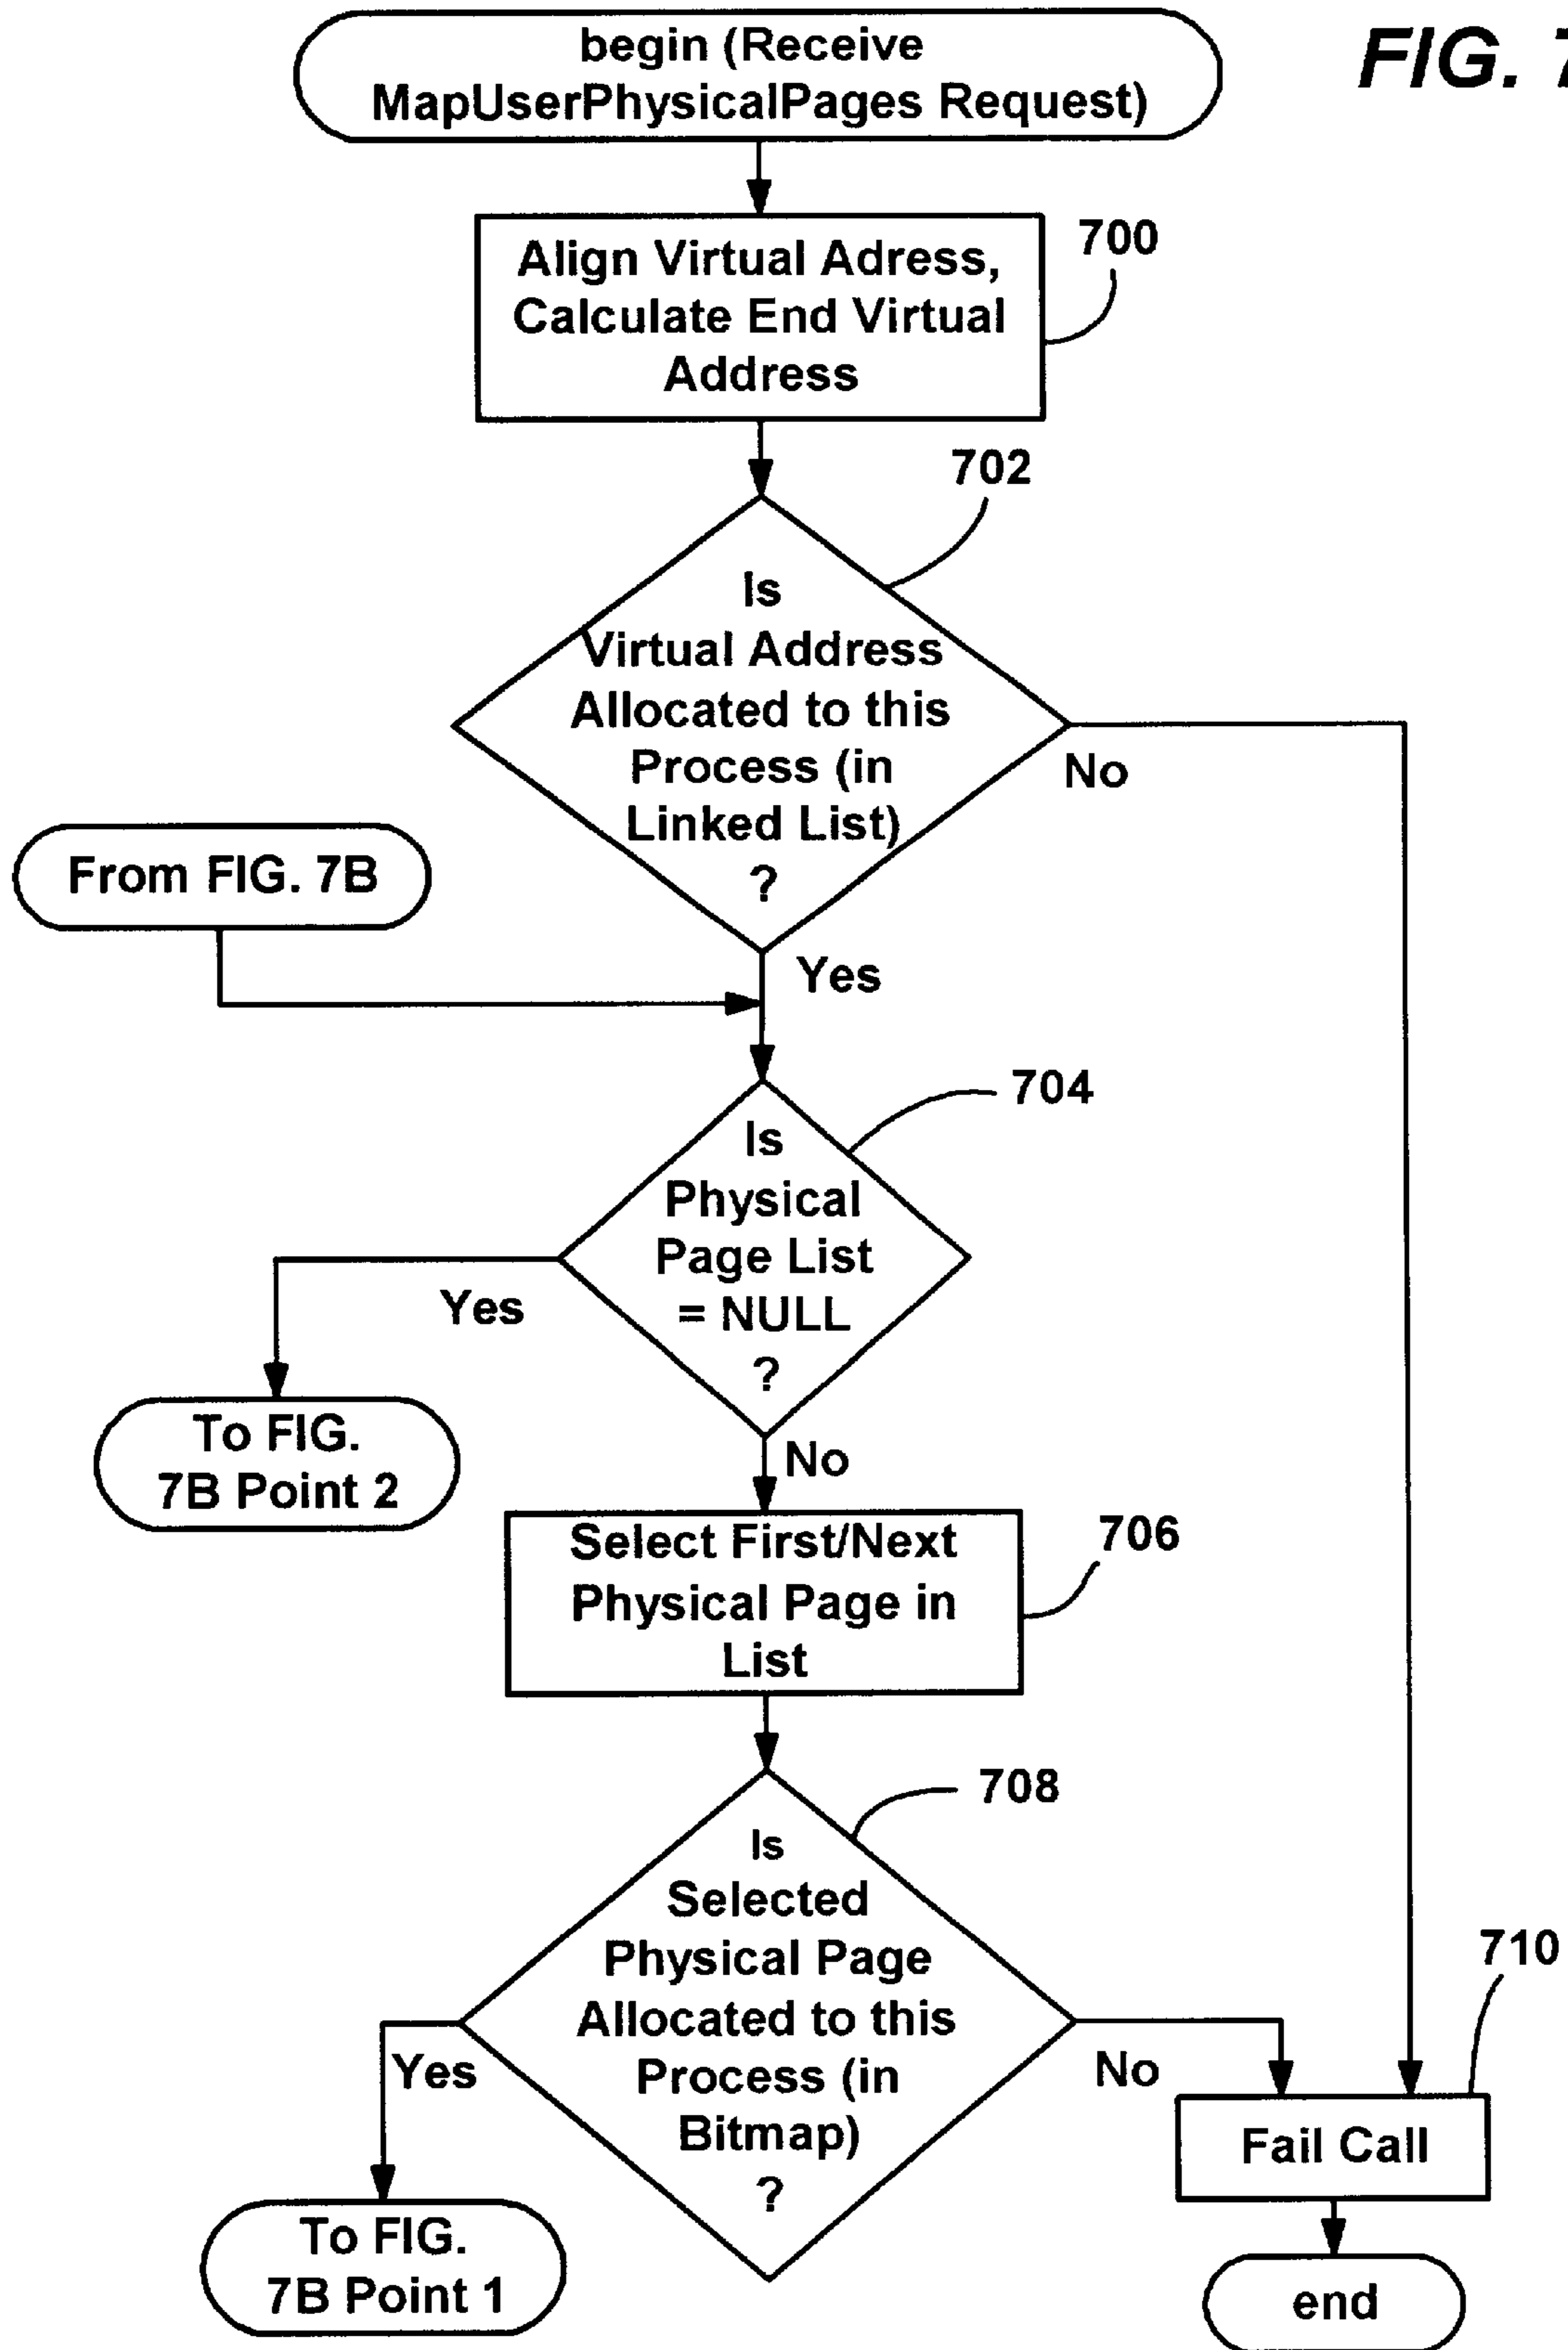 FIG. 7
begin (Receive
MapUserPhysicalPages Request)
700
Align Virtual Adress,
Calculate End Virtual
Address
702
Is
Virtual Address
Allocated to this
Process (in
Linked List)
?
No
From FIG. 7B
Yes
704
Is
Physical
Page List
= NULL
?
Yes
To FIG.
7B Point 2
No
706
Select First/Next
Physical Page in
List
708
Is
Selected
Physical Page
Allocated to this
Process (in
Bitmap)
?
Yes
No
710
Fail Call
To FIG.
7B Point 1
end